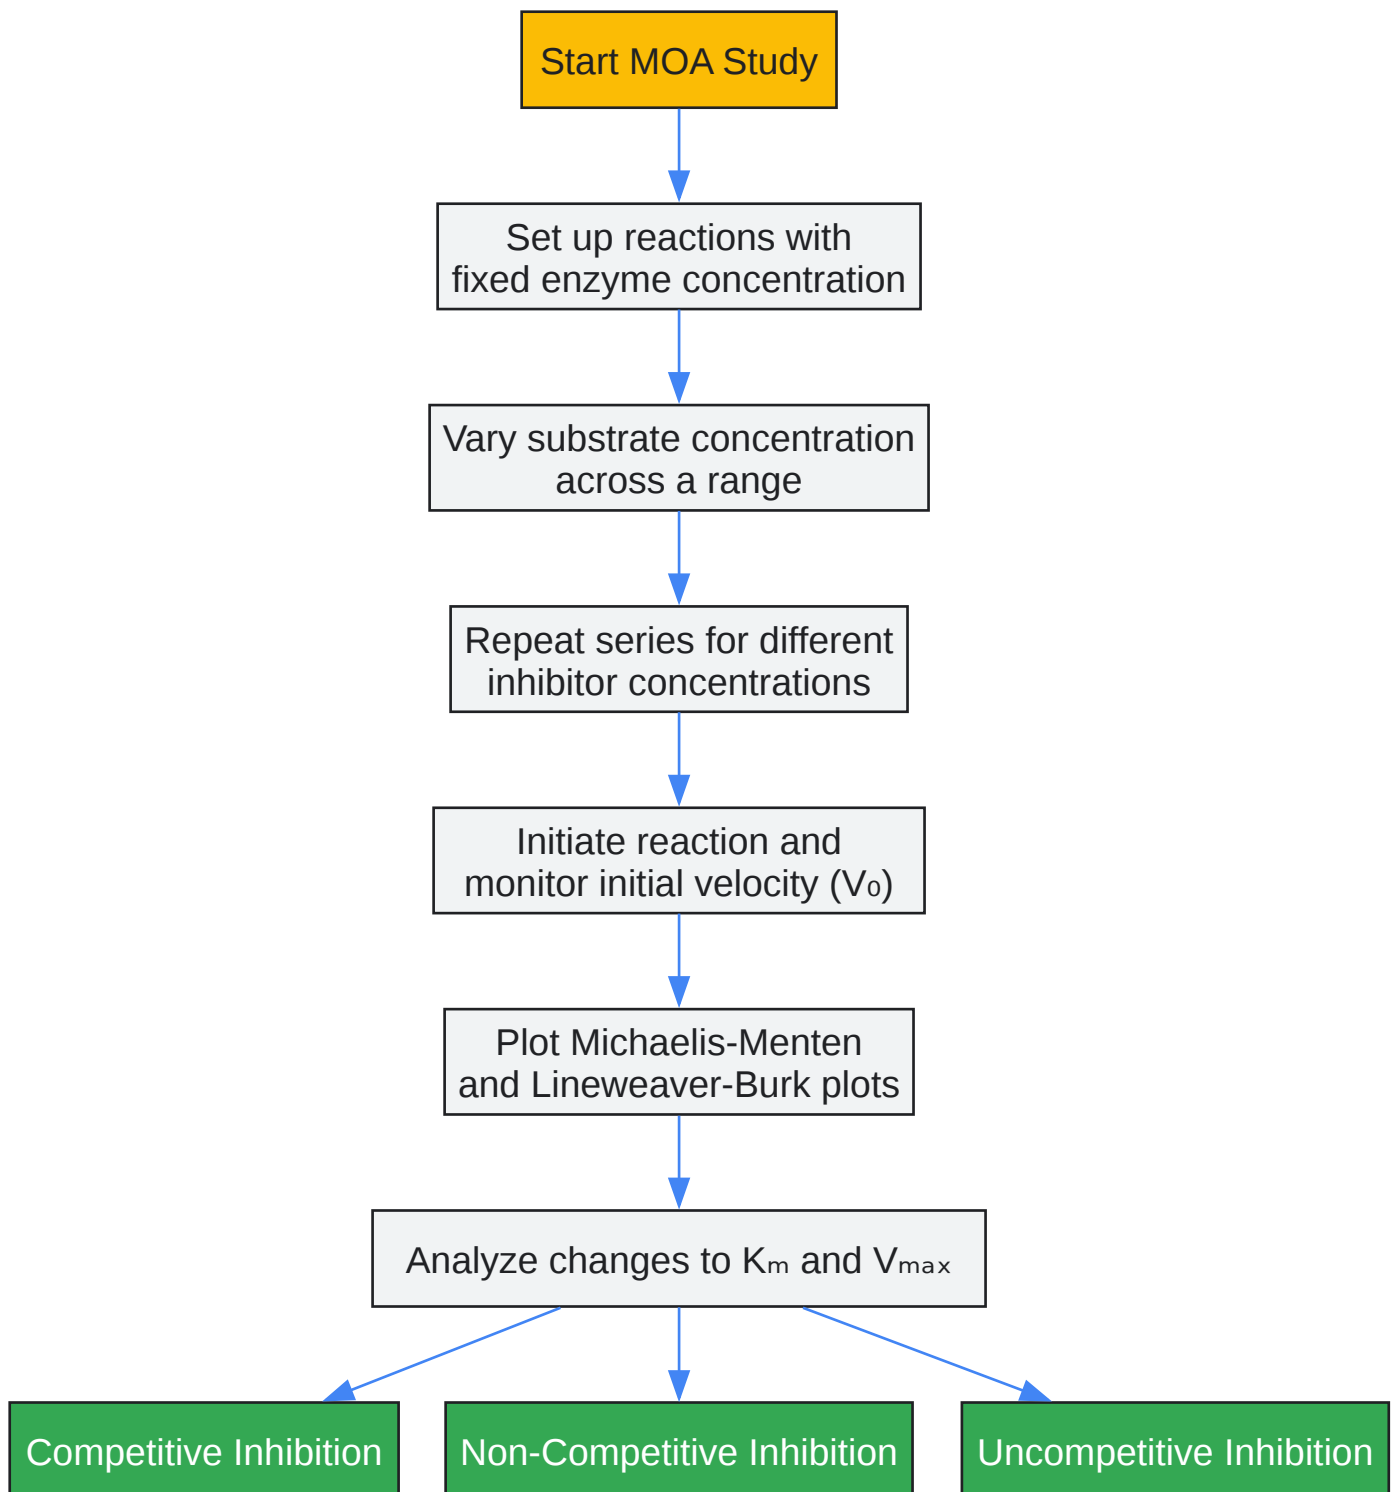 Start MOA Study
Set up reactions with
fixed enzyme concentration
Vary substrate concentration
across a range
Repeat series for different
inhibitor concentrations
Initiate reaction and
monitor initial velocity (V₀)
Plot Michaelis-Menten
and Lineweaver-Burk plots
Analyze changes to Kₘ and Vₘₐₓ
Competitive Inhibition
Non-Competitive Inhibition
Uncompetitive Inhibition